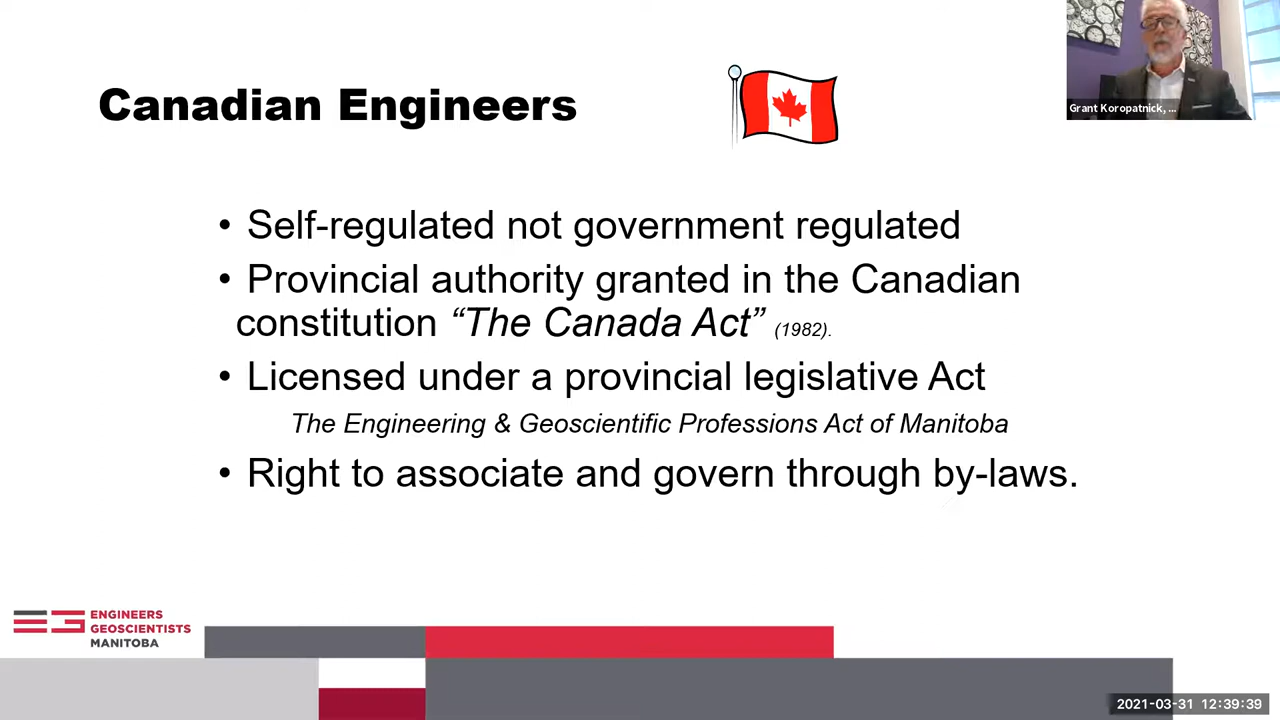 Canadian Engineers
Grant Koropatnick, ...
• Self-regulated not government regulated
• Provincial authority granted in the Canadian
constitution “The Canada Act” (1982).
• Licensed under a provincial legislative Act
The Engineering & Geoscientific Professions Act of Manitoba
• Right to associate and govern through by-laws.
ENGINEERS
GEOSCIENTISTS
MANITOBA
2021-03-31 12:39:39